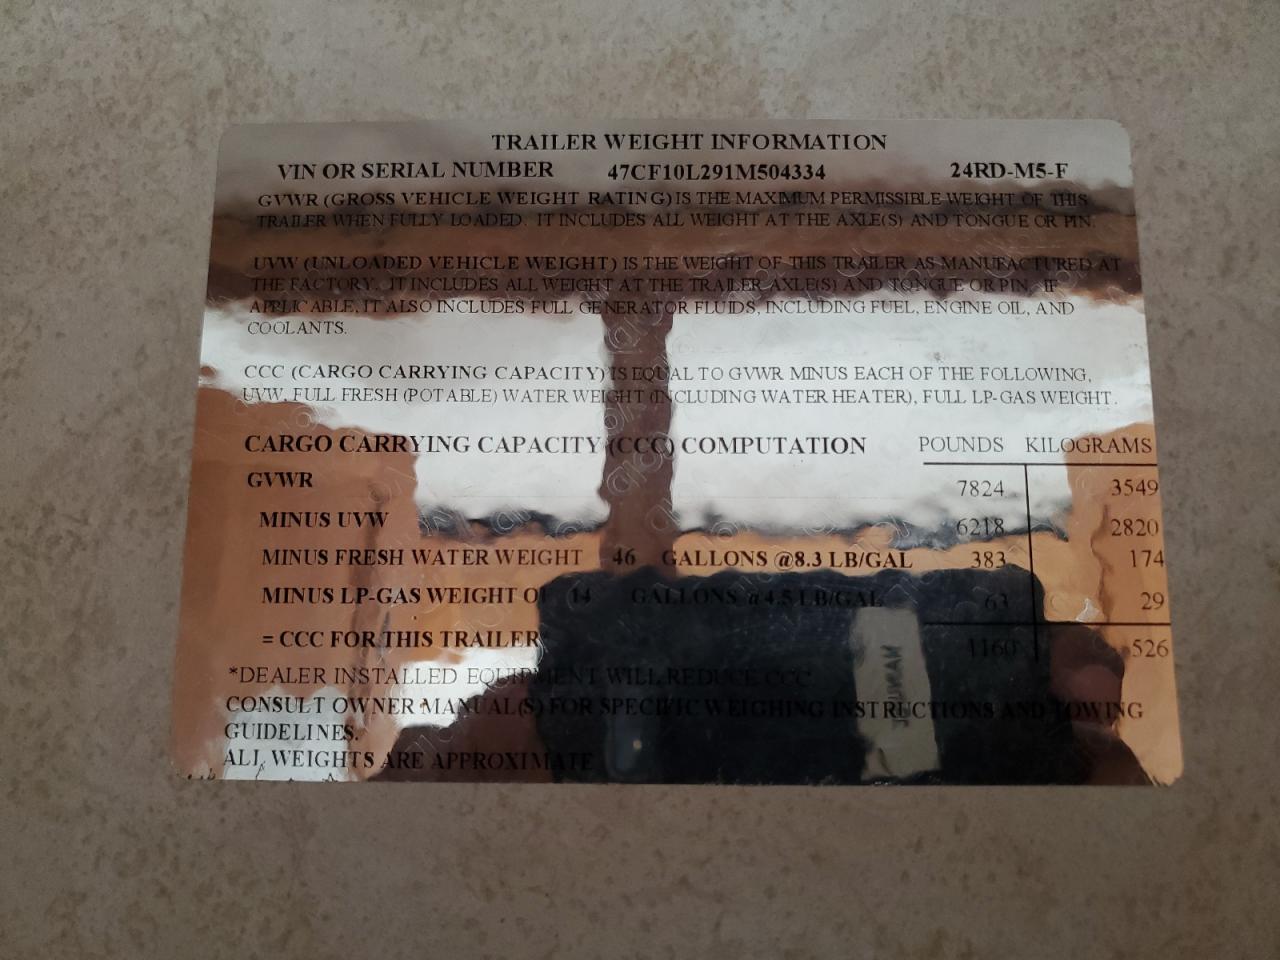 TRAILER WEIGHT INFORMATION
VIN OR SERIAL NUMBER 47CF10L291M504334 24RD-M5-F
GVWR (GROSS VEHICLE WEIGHT RATING) IS THE MAXIMUM PERMISSIBLE WEIGHT OF THIS
TRAILER WHEN FULLY LOADED. IT INCLUDES ALL WEIGHT AT THE AXLE(S) AND TONGUE OR PIN.
UVW (UNLOADED VEHICLE WEIGHT) IS THE WEIGHT OF THIS TRAILER AS MANUFACTURED AT
THE FACTORY. IT INCLUDES ALL WEIGHT AT THE TRAILER AXLE(S) AND TONGUE OR PIN. IF
APPLICABLE, IT ALSO INCLUDES FULL GENERATOR FLUIDS, INCLUDING FUEL, ENGINE OIL, AND
COOLANTS.
CCC (CARGO CARRYING CAPACITY) IS EQUAL TO GVWR MINUS EACH OF THE FOLLOWING,
UVW, FULL FRESH (POTABLE) WATER WEIGHT (INCLUDING WATER HEATER), FULL LP-GAS WEIGHT.
CARGO CARRYING CAPACITY (CCC) COMPUTATION POUNDS KILOGRAMS
GVWR 7824 3549
MINUS UVW 6218 2820
MINUS FRESH WATER WEIGHT 46 GALLONS @8.3 LB/GAL 383 174
MINUS LP-GAS WEIGHT OF 14 GALLONS @4.5 LB/GAL 63 29
= CCC FOR THIS TRAILER 1160 526
*DEALER INSTALLED EQUIPMENT WILL REDUCE CCC
CONSULT OWNER MANUAL(S) FOR SPECIFIC WEIGHING INSTRUCTIONS AND TOWING
GUIDELINES.
ALL WEIGHTS ARE APPROXIMATE